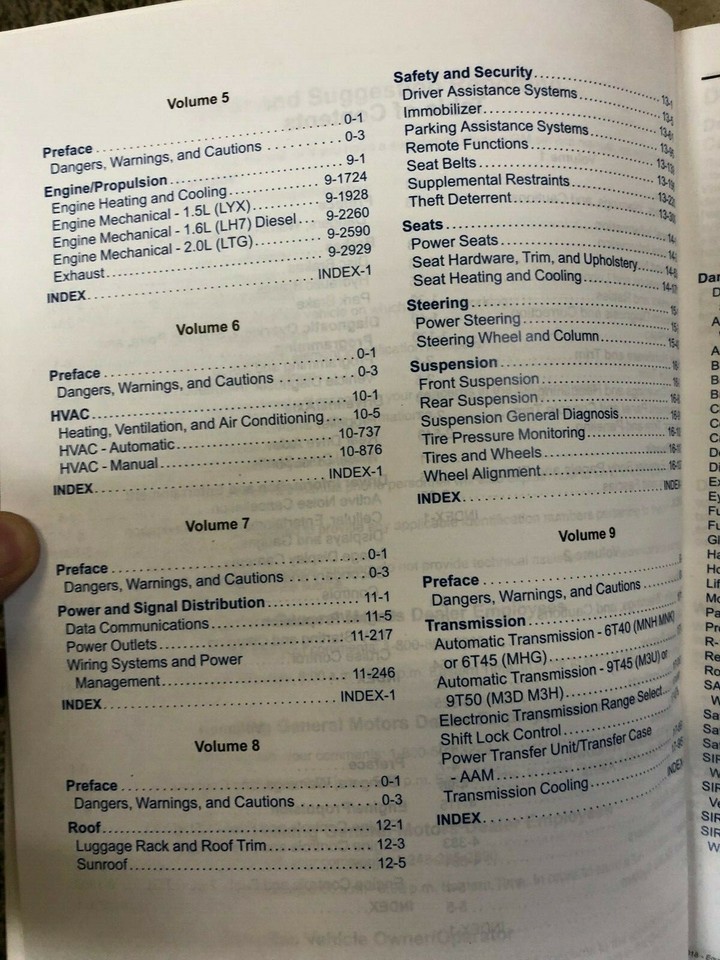 Volume 5
Preface 0-1
Dangers, Warnings, and Cautions 0-3
Engine/Propulsion 9-1
Engine Heating and Cooling 9-1724
Engine Mechanical - 1.5L (LYX) 9-1928
Engine Mechanical - 1.6L (LH7) Diesel 9-2260
Engine Mechanical - 2.0L (LTG) 9-2590
Exhaust 9-2929
INDEX INDEX-1
Volume 6
Preface 0-1
Dangers, Warnings, and Cautions 0-3
HVAC 10-1
Heating, Ventilation, and Air Conditioning 10-5
HVAC - Automatic 10-737
HVAC - Manual 10-876
INDEX INDEX-1
Volume 7
Preface 0-1
Dangers, Warnings, and Cautions 0-3
Power and Signal Distribution 11-1
Data Communications 11-5
Power Outlets 11-217
Wiring Systems and Power
Management 11-246
INDEX INDEX-1
Volume 8
Preface 0-1
Dangers, Warnings, and Cautions 0-3
Roof 12-1
Luggage Rack and Roof Trim 12-3
Sunroof 12-5
Safety and Security
Driver Assistance Systems
Immobilizer
Parking Assistance Systems
Remote Functions
Seat Belts
Supplemental Restraints
Theft Deterrent
Seats
Power Seats
Seat Hardware, Trim, and Upholstery
Seat Heating and Cooling
Steering
Power Steering
Steering Wheel and Column
Suspension
Front Suspension
Rear Suspension
Suspension General Diagnosis
Tire Pressure Monitoring
Tires and Wheels
Wheel Alignment
INDEX
Volume 9
Preface
Dangers, Warnings, and Cautions
Transmission
Automatic Transmission - 6T40 (MNH MNK)
or 6T45 (MHG)
Automatic Transmission - 9T45 (M3U) or
9T50 (M3D M3H)
Electronic Transmission Range Select
Shift Lock Control
Power Transfer Unit/Transfer Case
- AAM
Transmission Cooling
INDEX